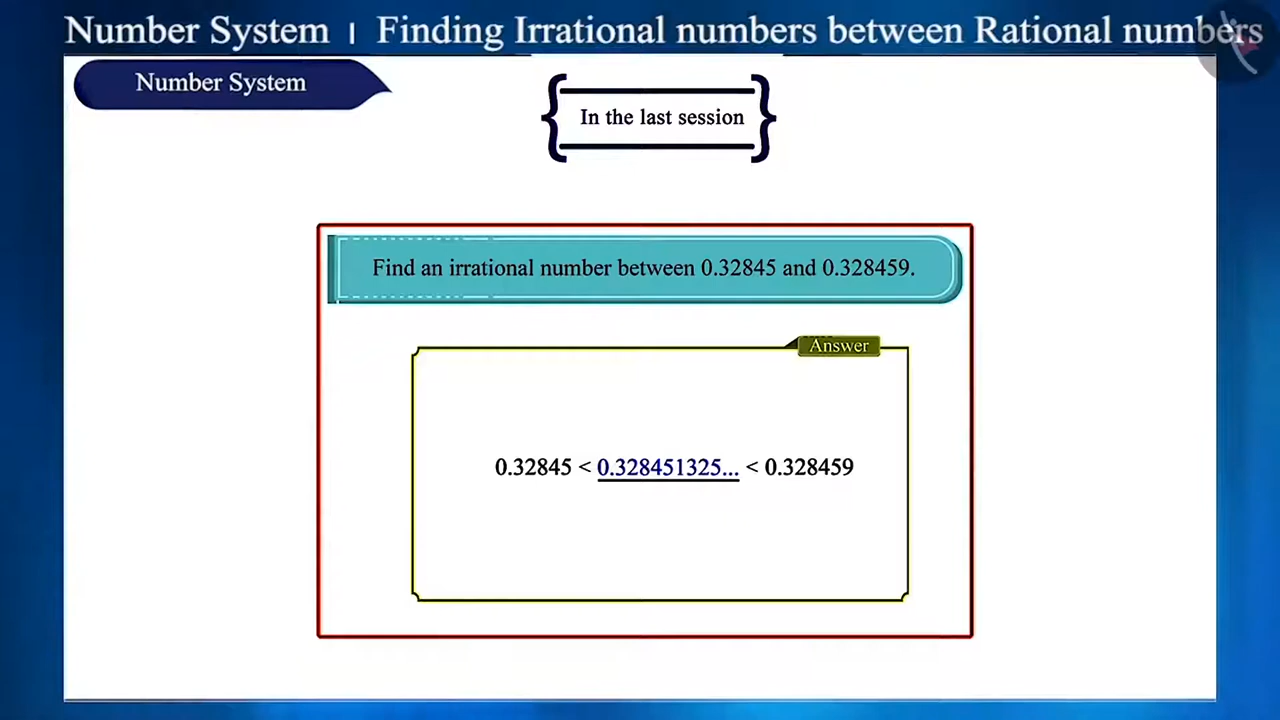 Number System | Finding Irrational numbers between Rational numbers
Number System
In the last session
Find an irrational number between 0.32845 and 0.328459.
Answer
0.32845 < 0.328451325... < 0.328459